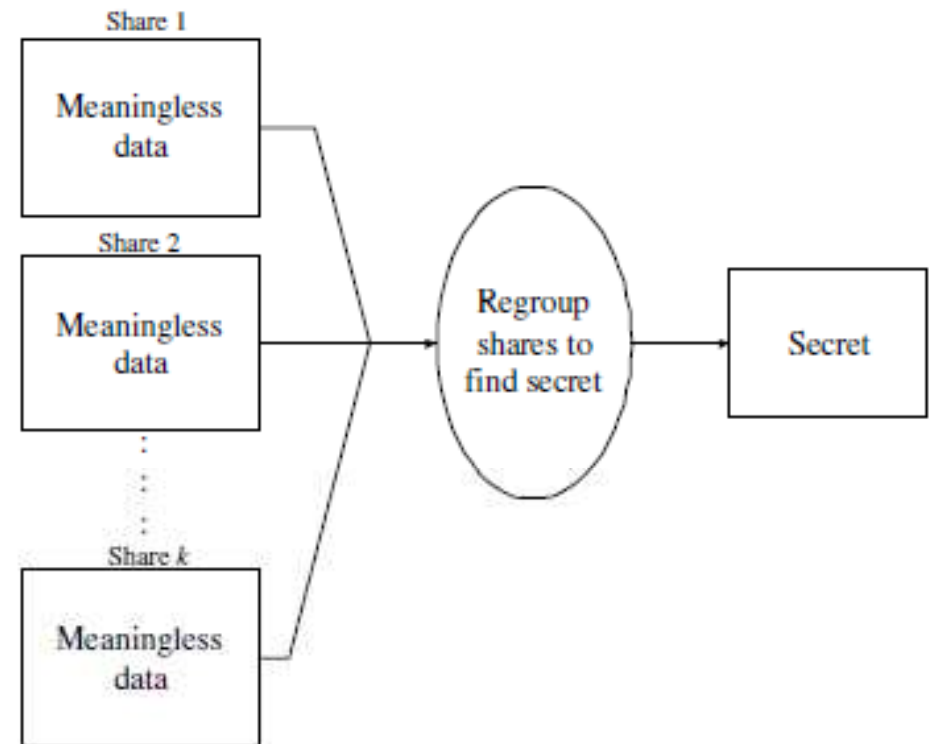 Share 1
Meaningless
data
Share 2
Meaningless
data
Share k
Meaningless
data
Regroup
shares to
find secret
Secret